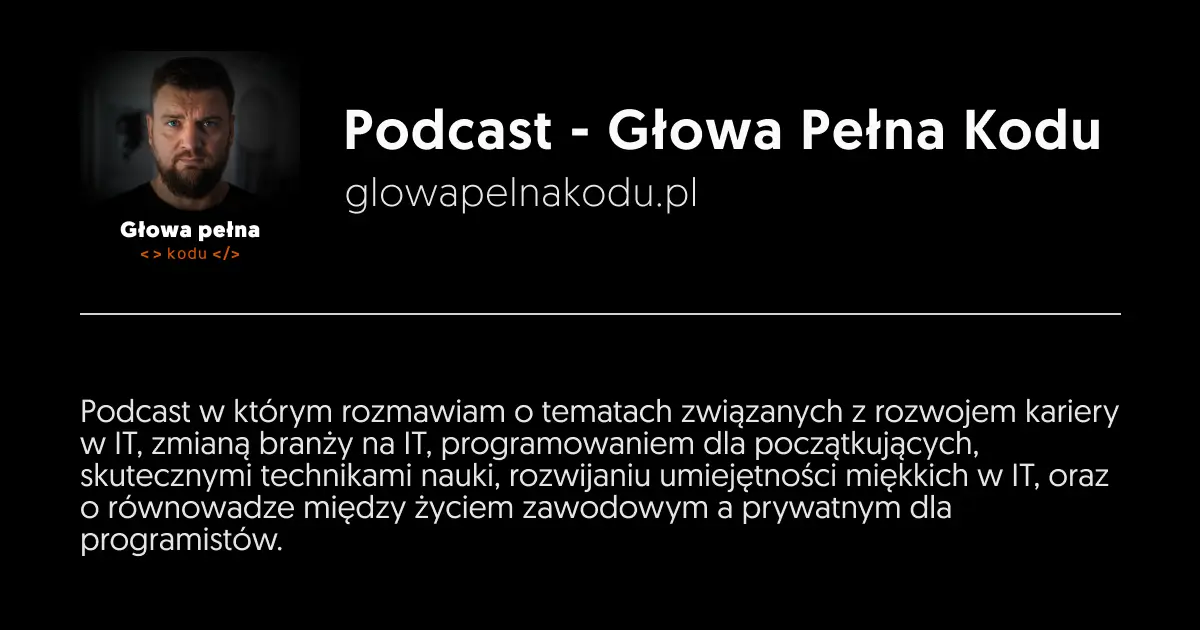 Podcast - Głowa Pełna Kodu
glowapelnakodu.pl
Głowa pełna
<> kodu </>
Podcast w którym rozmawiam o tematach związanych z rozwojem kariery
w IT, zmianą branży na IT, programowaniem dla początkujących,
skutecznymi technikami nauki, rozwijaniu umiejętności miękkich w IT, oraz
o równowadze między życiem zawodowym a prywatnym dla
programistów.